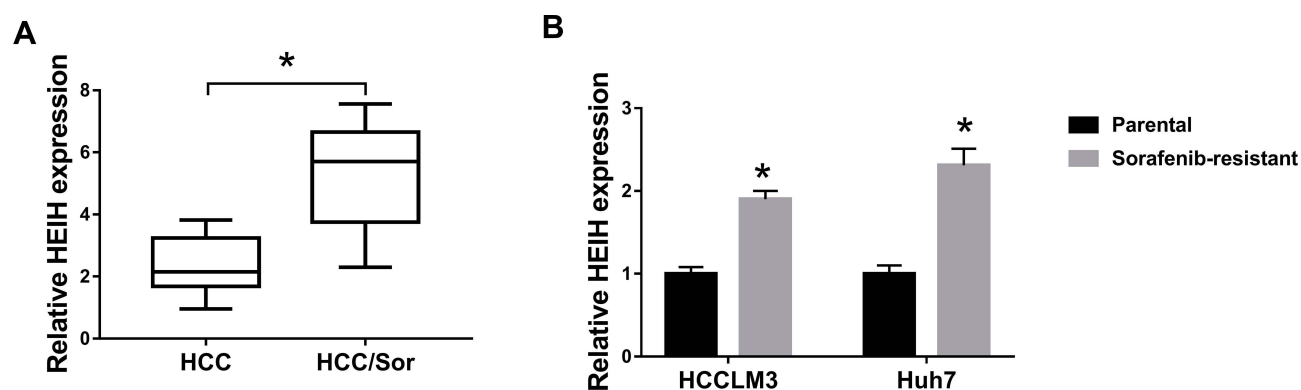 A
Relative HEIH expression
8
6
4
2
0
*
HCC
HCC/Sor
B
Relative HEIH expression
3
2
1
0
*
*
HCCLM3
Huh7
Parental
Sorafenib-resistant